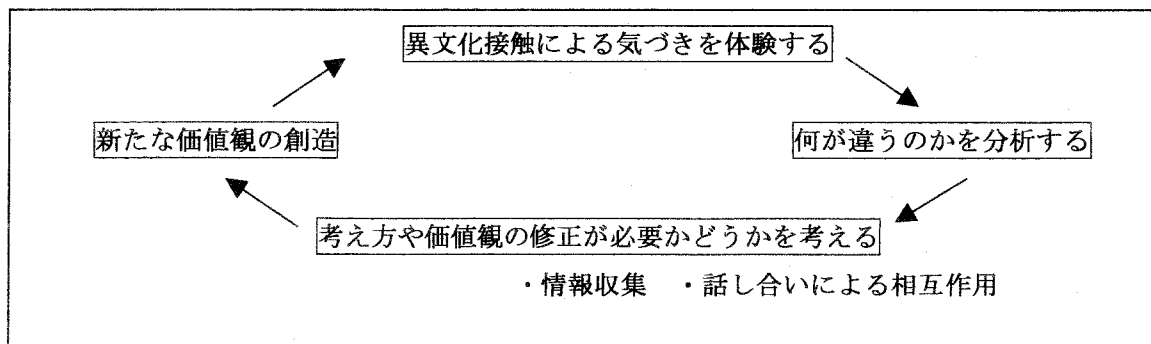 異文化接触による気づきを体験する
新たな価値観の創造
何が違うのかを分析する
考え方や価値観の修正が必要かどうかを考える
・情報収集 ・話し合いによる相互作用